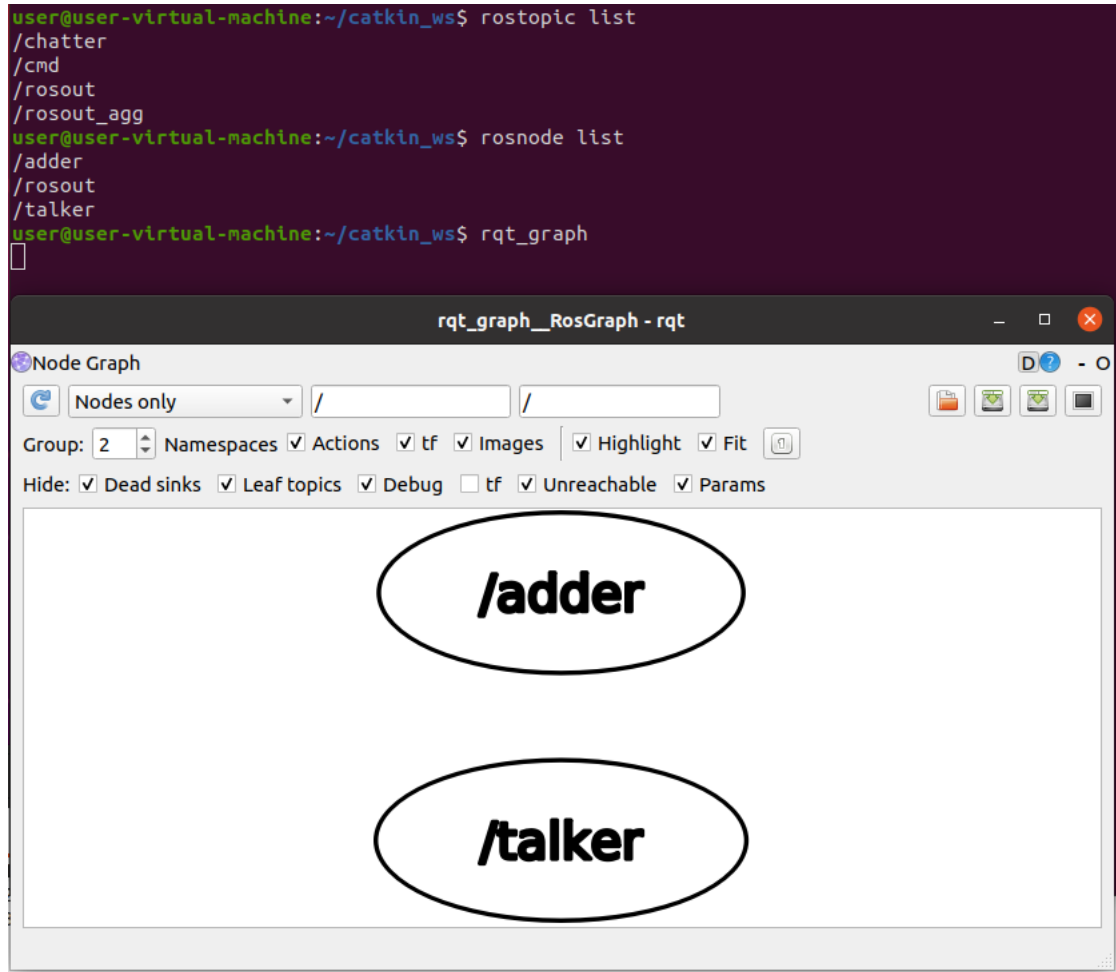 user@user-virtual-machine:~/catkin_ws$ rostopic list
/chatter
/cmd
/rosout
/rosout_agg
user@user-virtual-machine:~/catkin_ws$ rosnode list
/adder
/rosout
/talker
user@user-virtual-machine:~/catkin_ws$ rqt_graph
rqt_graph__RosGraph - rqt
Node Graph D ? - O
Nodes only / /
Group: 2 Namespaces Actions tf Images Highlight Fit
Hide: Dead sinks Leaf topics Debug tf Unreachable Params
/adder
/talker